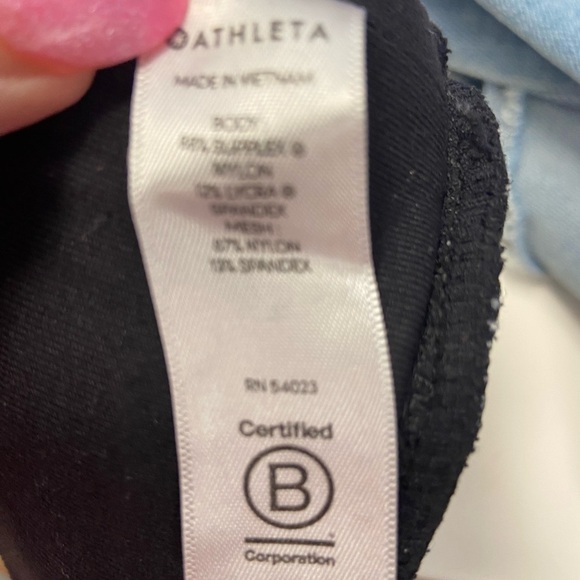 ATHLETA
MADE IN VIETNAM
BODY
88% SUPPLEX ®
NYLON
12% LYCRA ®
SPANDEX
MESH
87% NYLON
13% SPANDEX
RN 54023
Certified
B
Corporation